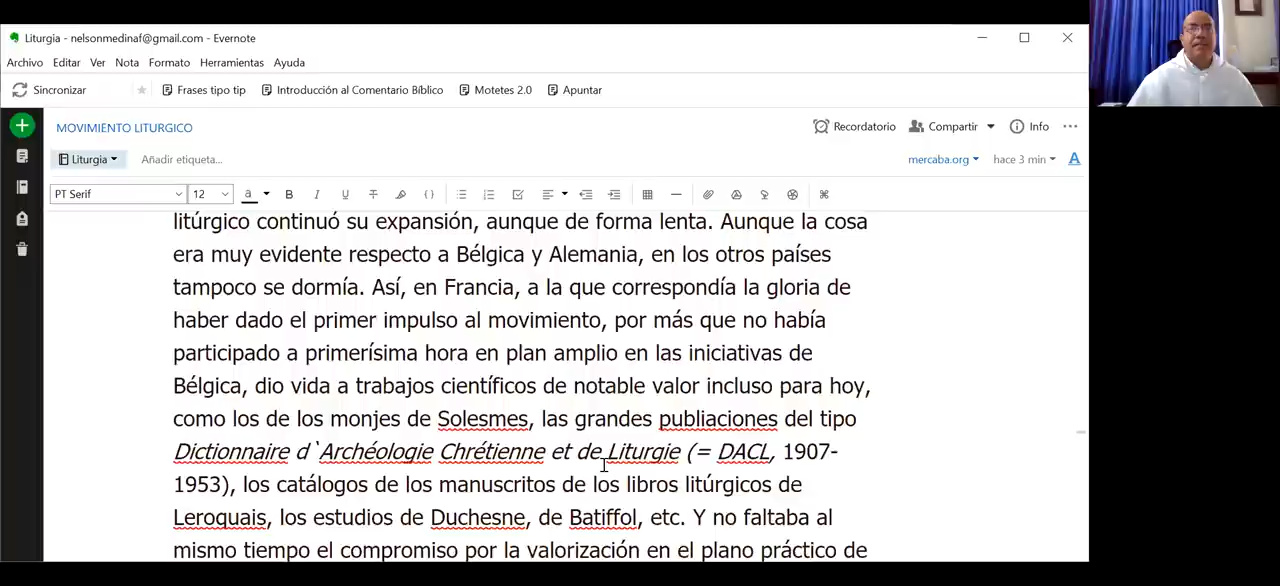 Liturgia - nelsonmedinaf@gmail.com - Evernote
Archivo Editar Ver Nota Formato Herramientas Ayuda
Sincronizar Frases tipo tip Introducción al Comentario Bíblico Motetes 2.0 Apuntar
MOVIMIENTO LITURGICO Recordatorio Compartir Info
Liturgia Añadir etiqueta... mercaba.org hace 3 min A
PT Serif 12 a B I U T
litúrgico continuó su expansión, aunque de forma lenta. Aunque la cosa
era muy evidente respecto a Bélgica y Alemania, en los otros países
tampoco se dormía. Así, en Francia, a la que correspondía la gloria de
haber dado el primer impulso al movimiento, por más que no había
participado a primerísima hora en plan amplio en las iniciativas de
Bélgica, dio vida a trabajos científicos de notable valor incluso para hoy,
como los de los monjes de Solesmes, las grandes publiaciones del tipo
Dictionnaire d`Archéologie Chrétienne et de Liturgie (= DACL, 1907-
1953), los catálogos de los manuscritos de los libros litúrgicos de
Leroquais, los estudios de Duchesne, de Batiffol, etc. Y no faltaba al
mismo tiempo el compromiso por la valorización en el plano práctico de